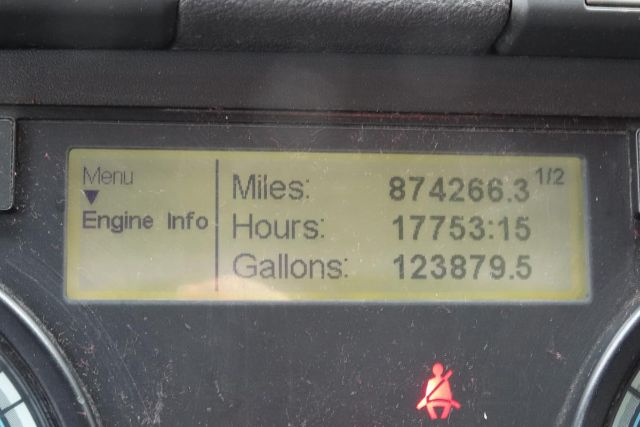 Menu
Engine Info
Miles: 874266.3 1/2
Hours: 17753:15
Gallons: 123879.5